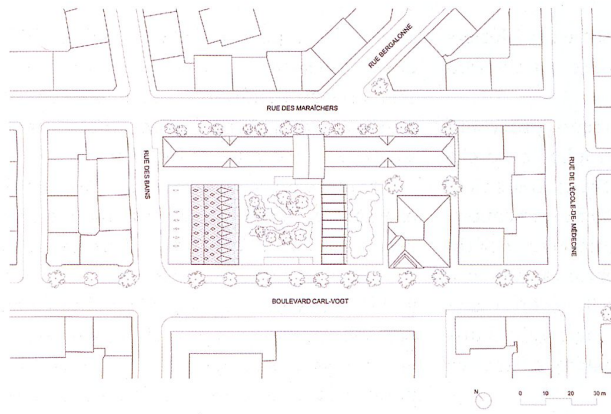 RUE BERGALONNE
RUE DES MARAÎCHERS
RUE DES BAINS
RUE DE L'ÉCOLE-DE-MÉDECINE
BOULEVARD CARL-VOGT
N
0 10 20 30 m